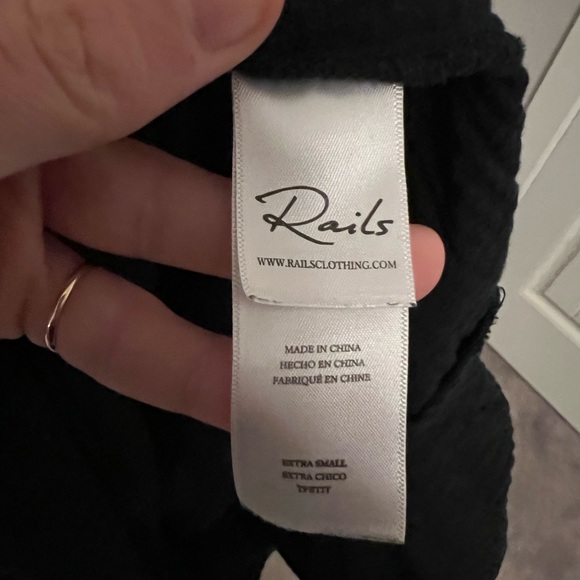 Rails
WWW.RAILSCLOTHING.COM
MADE IN CHINA
HECHO EN CHINA
FABRIQUÉ EN CHINE
EXTRA SMALL
EXTRA CHICO